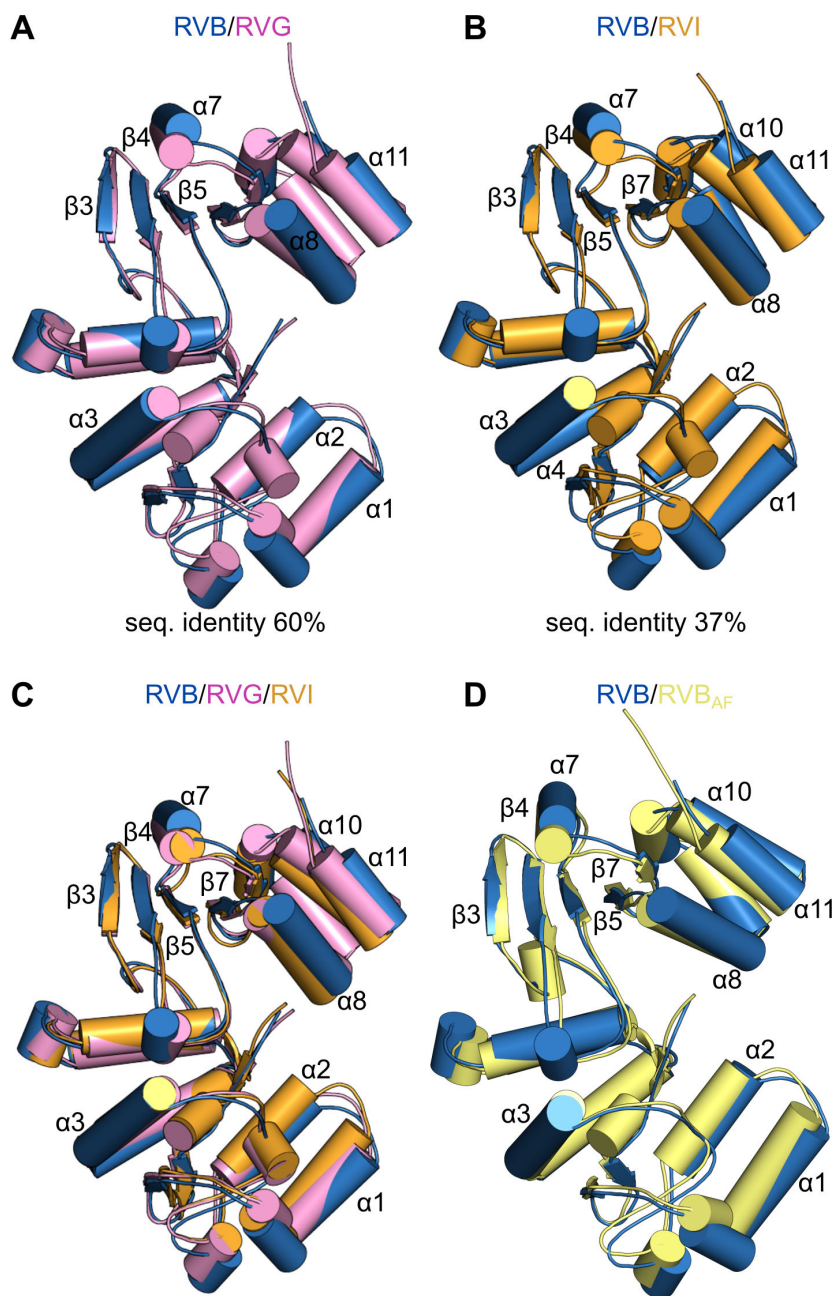 A
RVB/RVG
α7
β4
α11
β3
β5
α8
α3
α2
α1
seq. identity 60%
B
RVB/RVI
α7
β4
α10
α11
β7
β3
β5
α8
α2
α3
α4
α1
seq. identity 37%
C
RVB/RVG/RVI
α7
β4
α10
α11
β7
β3
β5
α8
α2
α3
α1
D
RVB/RVB_AF
α7
β4
α10
β7
β3
β5
α11
α8
α2
α3
α1